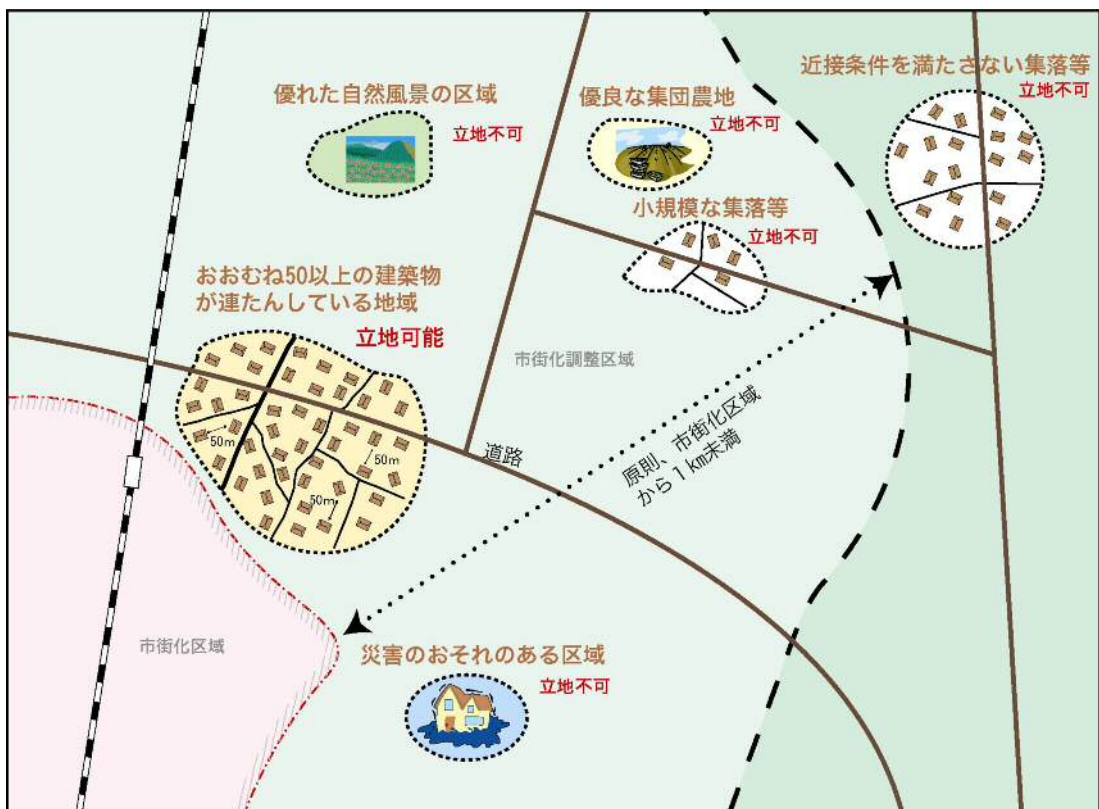 近接条件を満たさない集落等
立地不可
優れた自然風景の区域
立地不可
優良な集団農地
立地不可
小規模な集落等
立地不可
おおむね50以上の建築物
が連たんしている地域
立地可能
市街化調整区域
50m
50m
50m
道路
原則、市街化区域
から１㎞未満
市街化区域
災害のおそれのある区域
立地不可